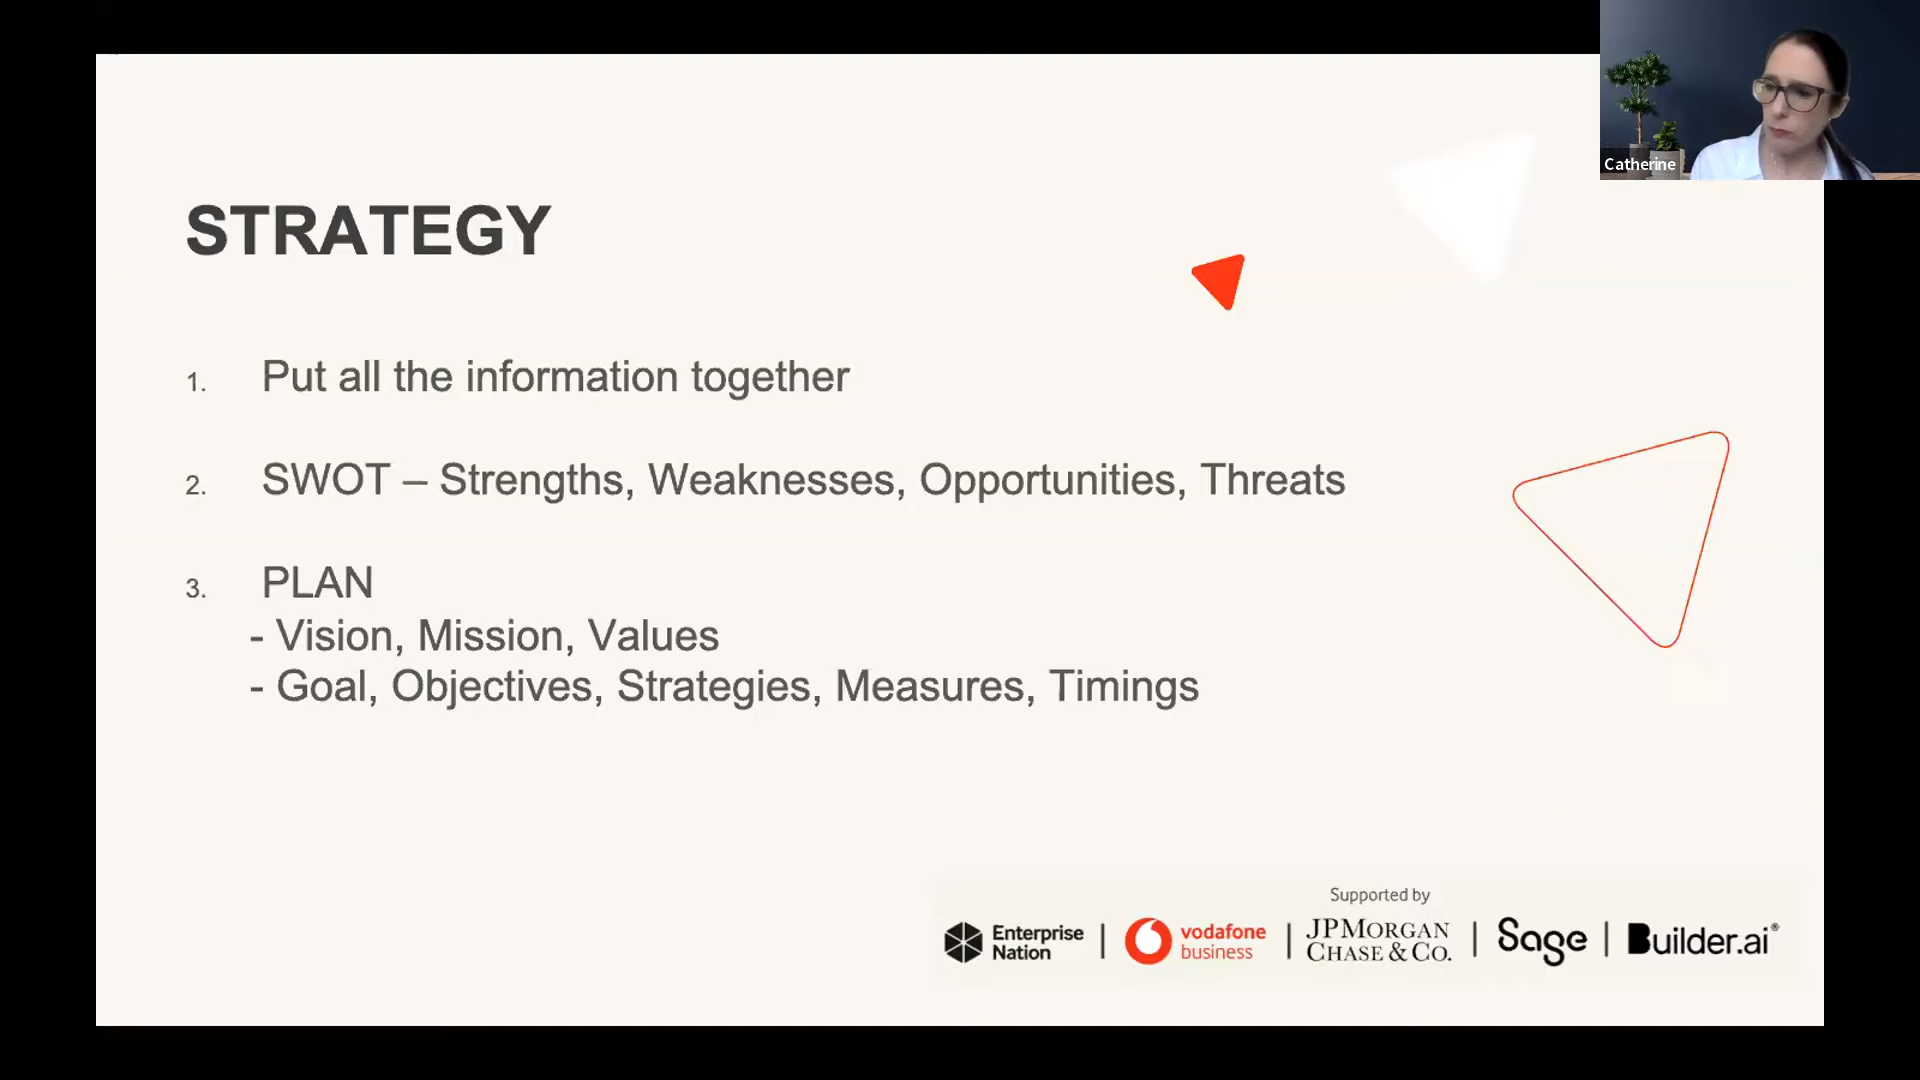 Catherine
STRATEGY
1. Put all the information together
2. SWOT – Strengths, Weaknesses, Opportunities, Threats
3. PLAN
- Vision, Mission, Values
- Goal, Objectives, Strategies, Measures, Timings
Supported by
Enterprise Nation | vodafone business | JPMORGAN CHASE & CO. | Sage | Builder.ai®